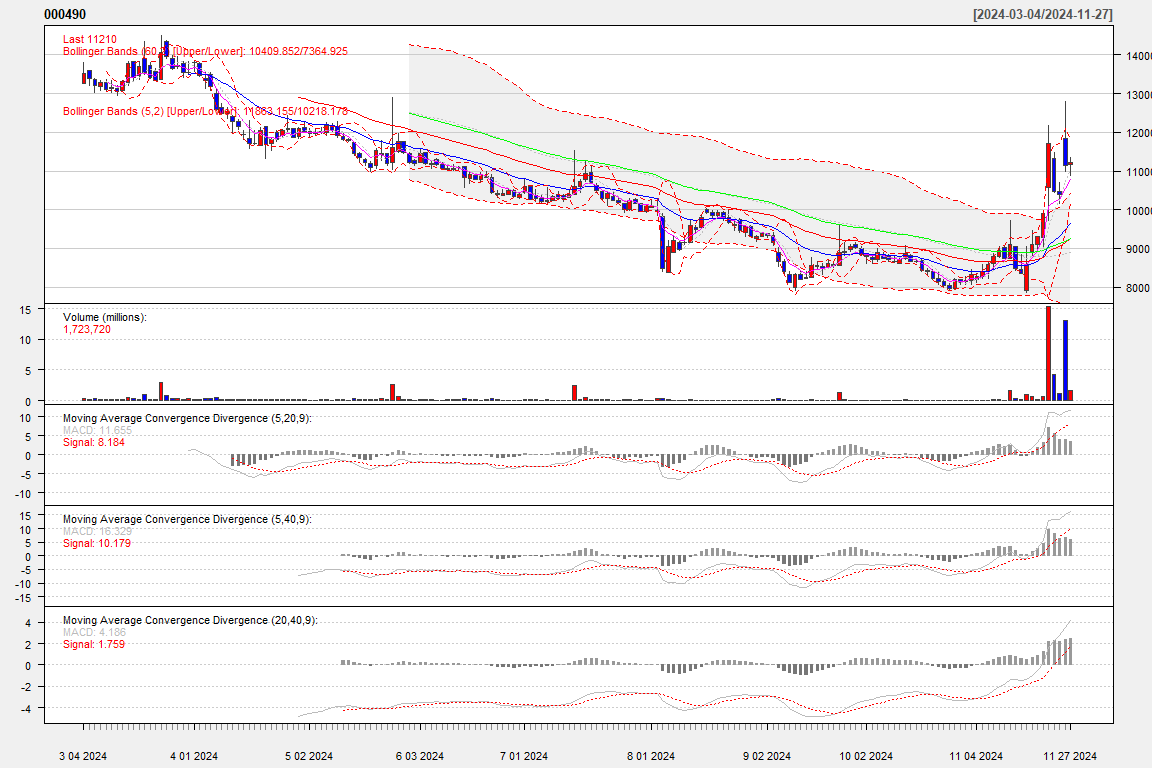 000490 [2024-03-04/2024-11-27]
Last 11210
Bollinger Bands (60,2) [Upper/Lower]: 10409.852/7364.925
Bollinger Bands (5,2) [Upper/Lower]: 11863.155/10218.178
14000
13000
12000
11000
10000
9000
8000
Volume (millions):
1,723,720
15
10
5
0
Moving Average Convergence Divergence (5,20,9):
MACD: 11.655
Signal: 8.184
10
5
0
-5
-10
Moving Average Convergence Divergence (5,40,9):
MACD: 16.329
Signal: 10.179
15
10
5
0
-5
-10
-15
Moving Average Convergence Divergence (20,40,9):
MACD: 4.186
Signal: 1.759
4
2
0
-2
-4
3 04 2024 4 01 2024 5 02 2024 6 03 2024 7 01 2024 8 01 2024 9 02 2024 10 02 2024 11 04 2024 11 27 2024